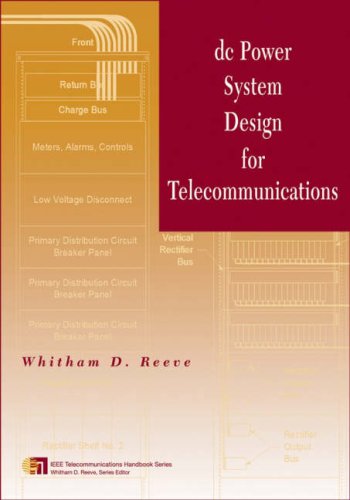 Front
dc Power
System
Design
for
Telecommunications
Return Bus
Charge Bus
Meters, Alarms, Controls
Low Voltage Disconnect
Primary Distribution Circuit
Breaker Panel
Primary Distribution Circuit
Breaker Panel
Primary Distribution Circuit
Breaker Panel
Vertical
Rectifier
Bus
Whitham D. Reeve
Rectifier Shelf No. 2
Rectifier
Output
Bus
IEEE Telecommunications Handbook Series
Whitham D. Reeve, Series Editor